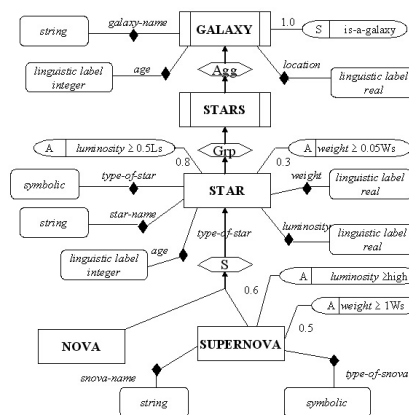 string
galaxy-name
GALAXY
1.0
S
is-a-galaxy
linguistic label
integer
age
Agg
location
linguistic label
real
STARS
A
luminosity ≥ 0.5Ls
0.8
Grp
0.3
A
weight ≥ 0.05Ws
symbolic
type-of-star
STAR
weight
linguistic label
real
string
star-name
type-of-star
luminosity
linguistic label
real
linguistic label
integer
age
S
A
luminosity ≥high
0.6
A
weight ≥ 1Ws
0.5
NOVA
SUPERNOVA
snova-name
type-of-snova
string
symbolic